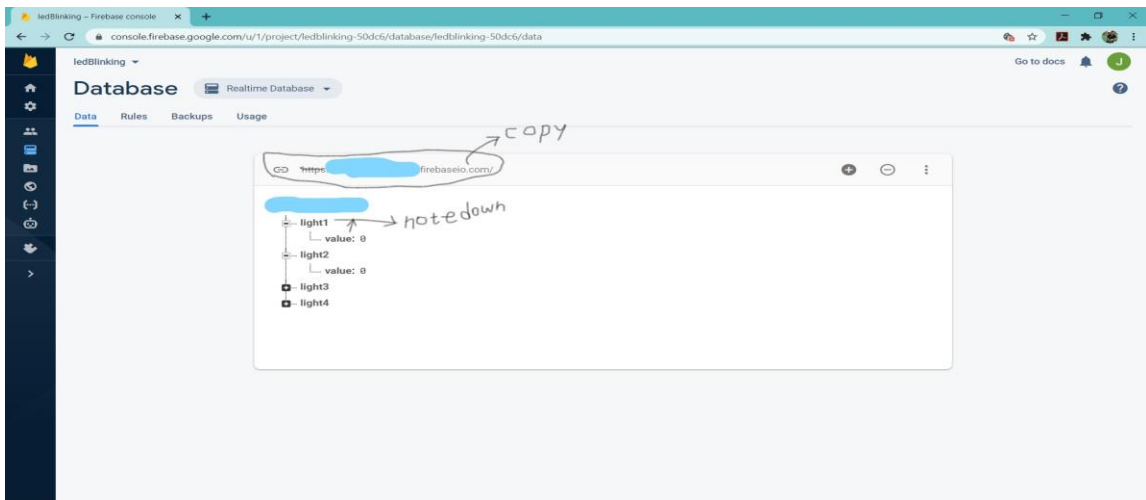 ledBlinking – Firebase console
console.firebase.google.com/u/1/project/ledblinking-50dc6/database/ledblinking-50dc6/data
ledBlinking
Go to docs
J
Database
Realtime Database
Data Rules Backups Usage
copy
https firebaseio.com/
light1
notedown
value: 0
light2
value: 0
light3
light4